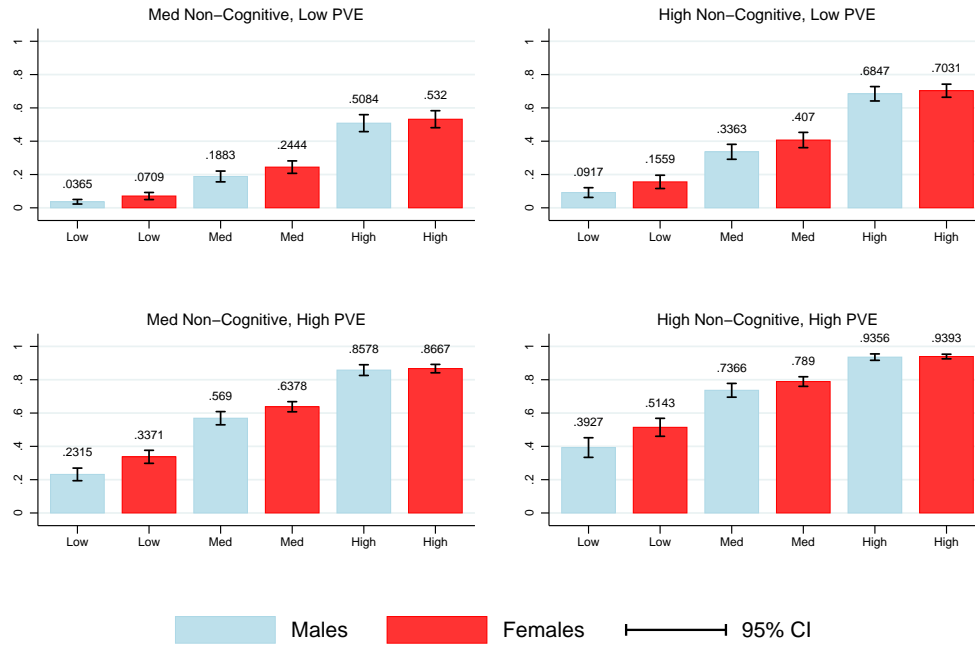 Med Non−Cognitive, Low PVE
0 .2 .4 .6 .8 1
.0365 .0709 .1883 .2444 .5084 .532
Low Low Med Med High High
High Non−Cognitive, Low PVE
0 .2 .4 .6 .8 1
.0917 .1559 .3363 .407 .6847 .7031
Low Low Med Med High High
Med Non−Cognitive, High PVE
0 .2 .4 .6 .8 1
.2315 .3371 .569 .6378 .8578 .8667
Low Low Med Med High High
High Non−Cognitive, High PVE
0 .2 .4 .6 .8 1
.3927 .5143 .7366 .789 .9356 .9393
Low Low Med Med High High
Males Females 95% CI